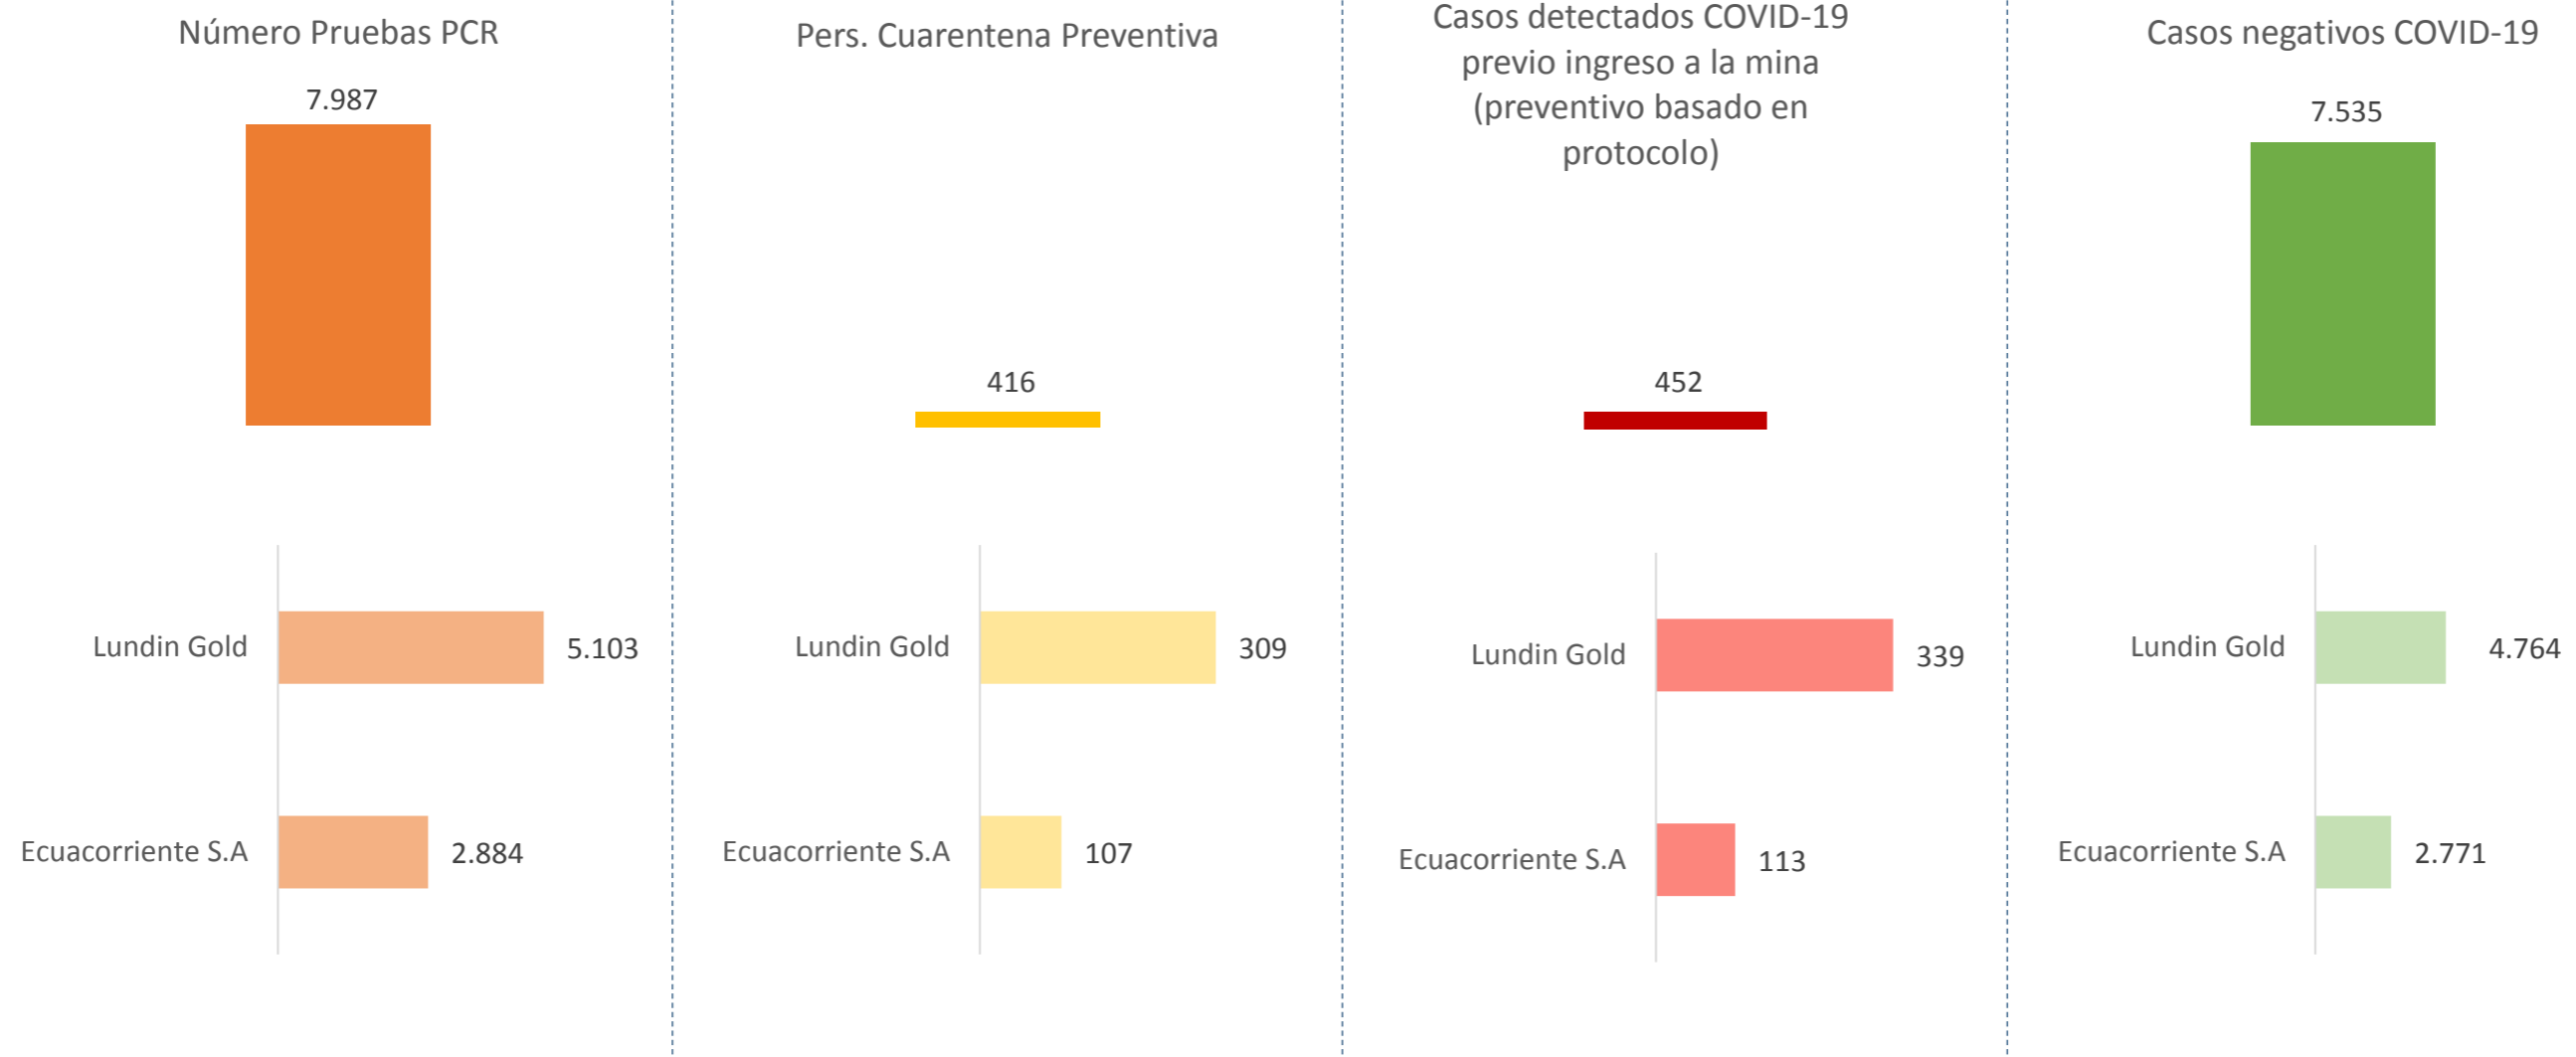 Número Pruebas PCR
7.987
Lundin Gold
5.103
Ecuacorriente S.A
2.884
Pers. Cuarentena Preventiva
416
Lundin Gold
309
Ecuacorriente S.A
107
Casos detectados COVID-19
previo ingreso a la mina
(preventivo basado en
protocolo)
452
Lundin Gold
339
Ecuacorriente S.A
113
Casos negativos COVID-19
7.535
Lundin Gold
4.764
Ecuacorriente S.A
2.771